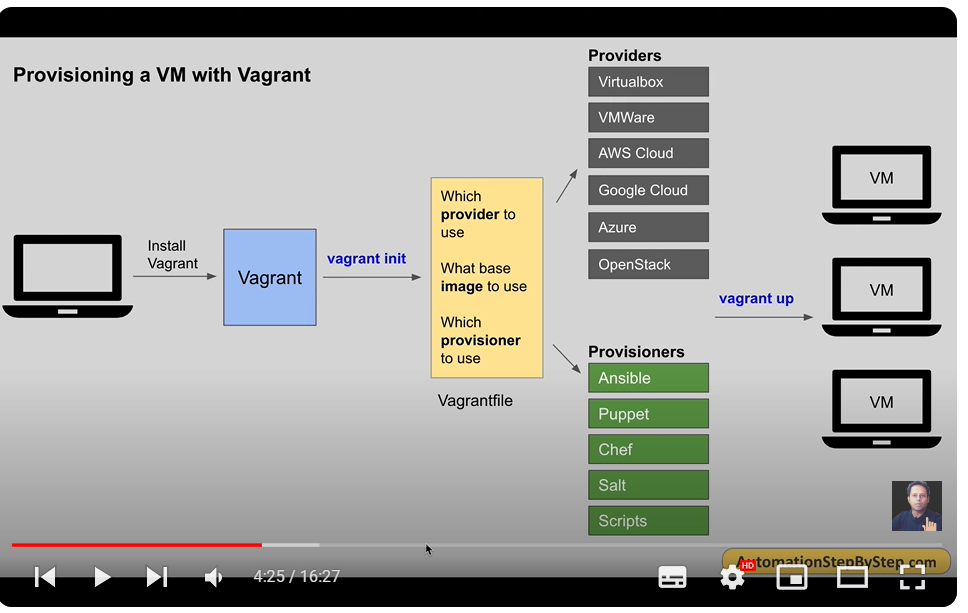 Provisioning a VM with Vagrant
Install
Vagrant
Vagrant
vagrant init
Which
provider to
use
What base
image to use
Which
provisioner
to use
Vagrantfile
Providers
Virtualbox
VMWare
AWS Cloud
Google Cloud
Azure
OpenStack
Provisioners
Ansible
Puppet
Chef
Salt
Scripts
vagrant up
VM
VM
VM
AutomationStepByStep.com
4:25 / 16:27
HD